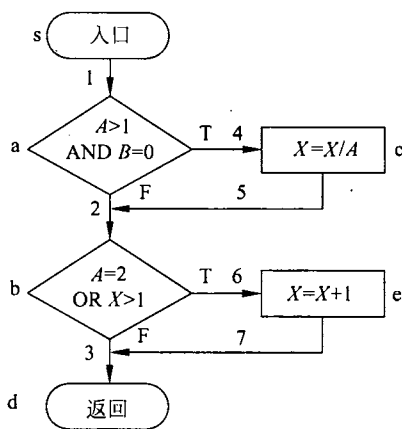 s
入口
1
a
A>1
AND B=0
T
4
X=X/A
c
F
2
5
b
A=2
OR X>1
T
6
X=X+1
e
F
3
7
d
返回